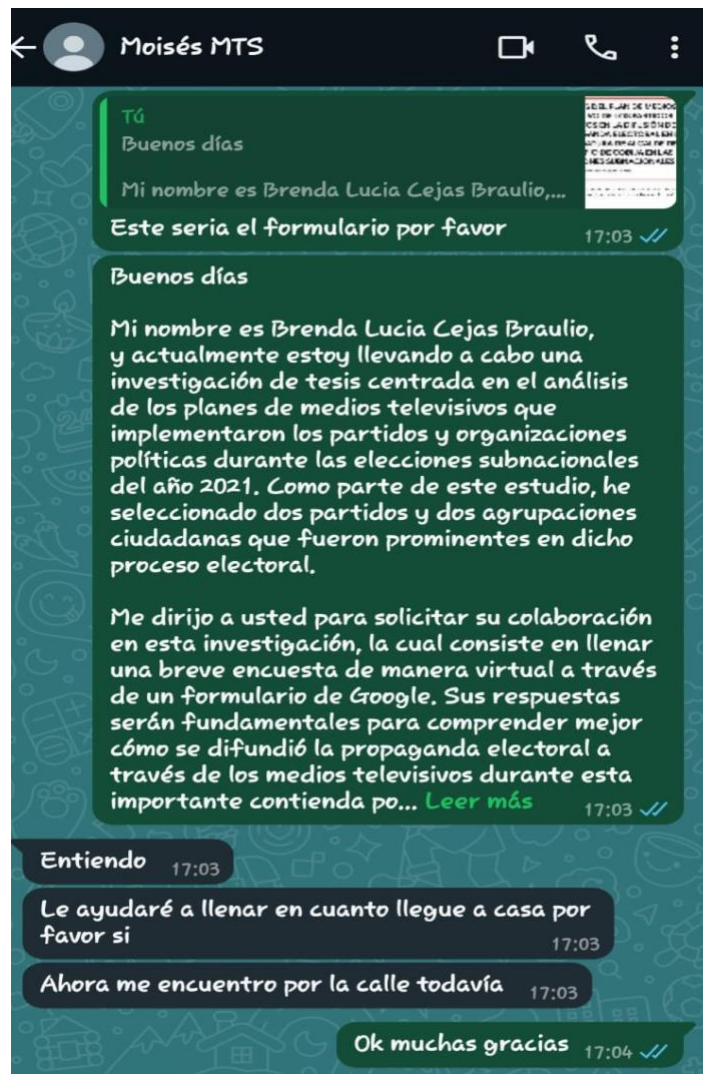 Moisés MTS
Tú
Buenos días
Mi nombre es Brenda Lucia Cejas Braulio,...
Este seria el formulario por favor
17:03
Buenos días
Mi nombre es Brenda Lucia Cejas Braulio,
y actualmente estoy llevando a cabo una
investigación de tesis centrada en el análisis
de los planes de medios televisivos que
implementaron los partidos y organizaciones
políticas durante las elecciones subnacionales
del año 2021. Como parte de este estudio, he
seleccionado dos partidos y dos agrupaciones
ciudadanas que fueron prominentes en dicho
proceso electoral.
Me dirijo a usted para solicitar su colaboración
en esta investigación, la cual consiste en llenar
una breve encuesta de manera virtual a través
de un formulario de Google. Sus respuestas
serán fundamentales para comprender mejor
cómo se difundió la propaganda electoral a
través de los medios televisivos durante esta
importante contienda po... Leer más 17:03
Entiendo 17:03
Le ayudaré a llenar en cuanto llegue a casa por
favor si
17:03
Ahora me encuentro por la calle todavía 17:03
Ok muchas gracias 17:04